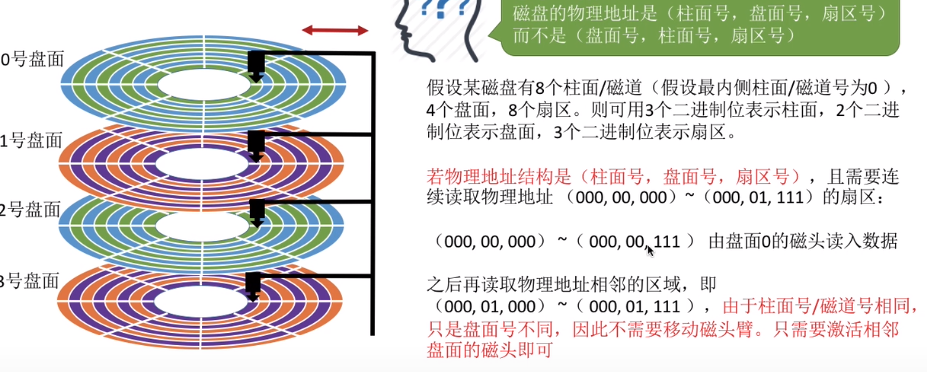 磁盘的物理地址是（柱面号，盘面号，扇区号）
而不是（盘面号，柱面号，扇区号）
???
0号盘面
1号盘面
2号盘面
3号盘面
假设某磁盘有8个柱面/磁道（假设最内侧柱面/磁道号为0），
4个盘面，8个扇区。则可用3个二进制位表示柱面，2个二进
制位表示盘面，3个二进制位表示扇区。
若物理地址结构是（柱面号，盘面号，扇区号），且需要连
续读取物理地址（000, 00, 000）~（000, 01, 111）的扇区：
（000, 00, 000）~（000, 00, 111）由盘面0的磁头读入数据
之后再读取物理地址相邻的区域，即
（000, 01, 000）~（000, 01, 111），由于柱面号/磁道号相同，
只是盘面号不同，因此不需要移动磁头臂。只需要激活相邻
盘面的磁头即可